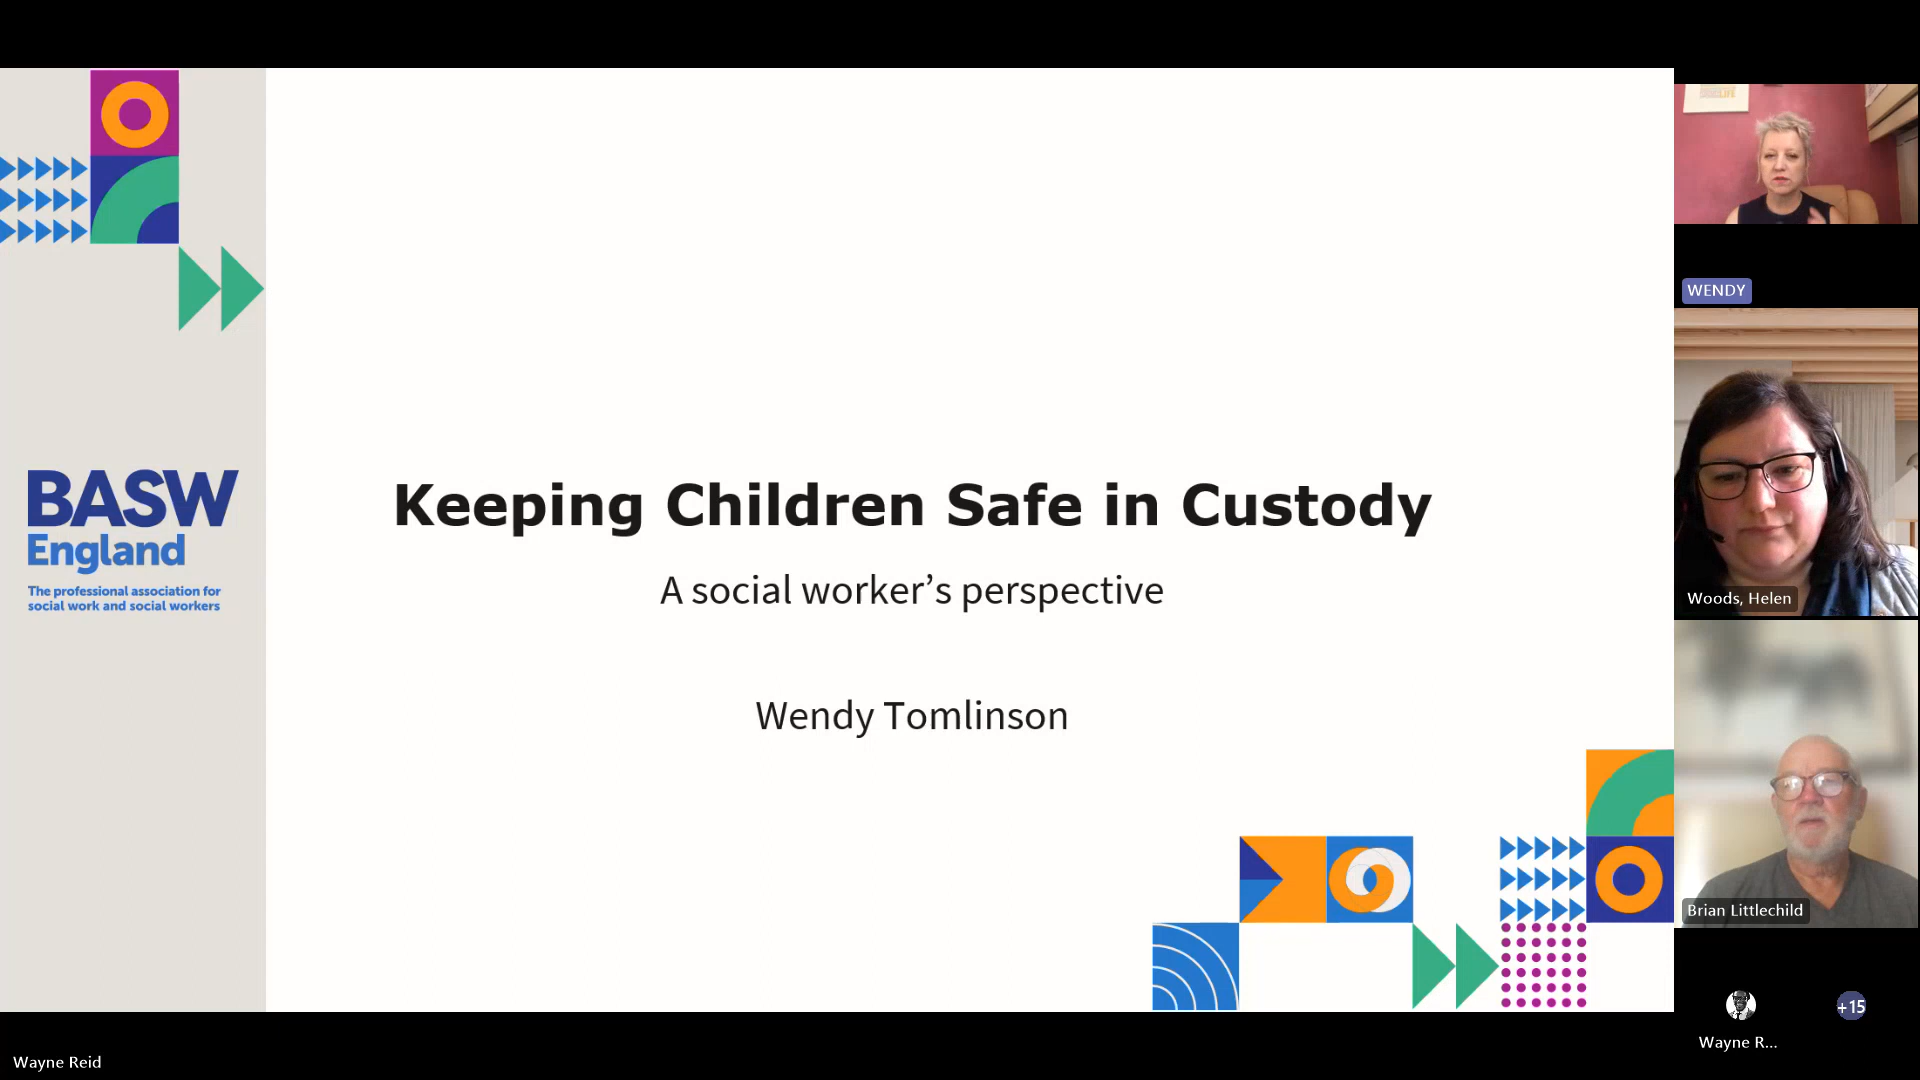 BASW
England
The professional association for
social work and social workers
Keeping Children Safe in Custody
A social worker’s perspective
Wendy Tomlinson
WENDY
Woods, Helen
Brian Littlechild
Wayne R...
+15
Wayne Reid